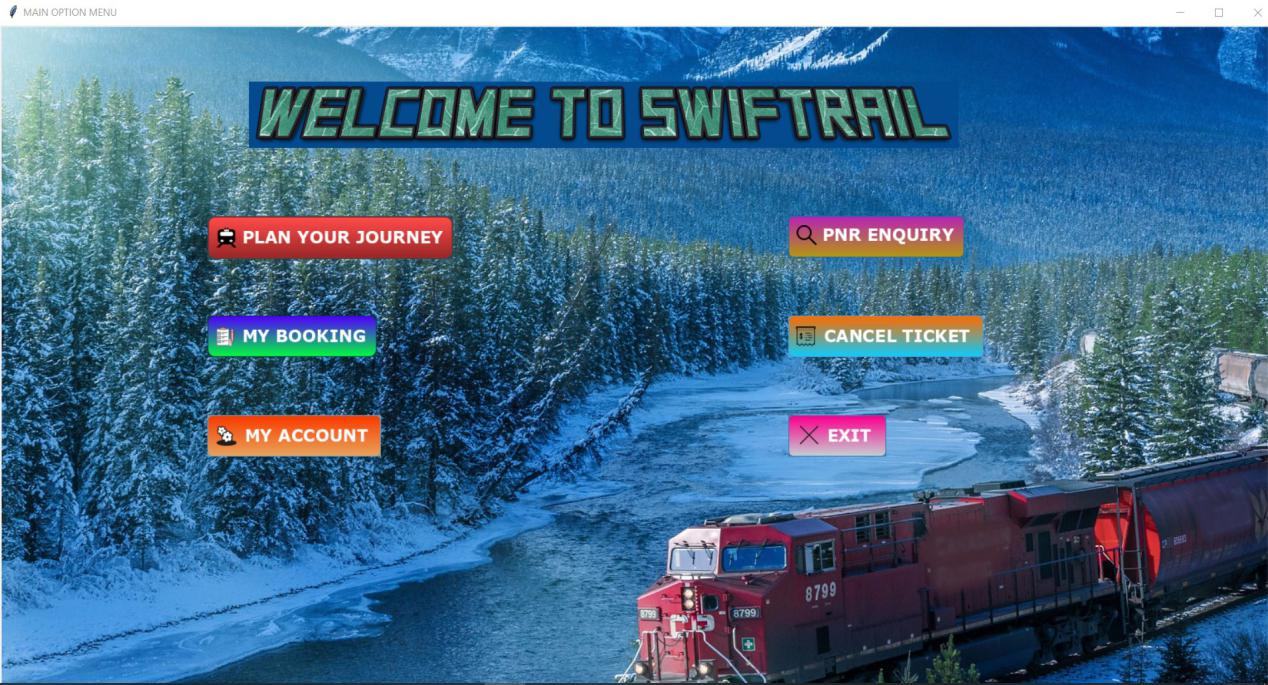 MAIN OPTION MENU
WELCOME TO SWIFTRAIL
PLAN YOUR JOURNEY
PNR ENQUIRY
MY BOOKING
CANCEL TICKET
MY ACCOUNT
EXIT
8799
8799
8799